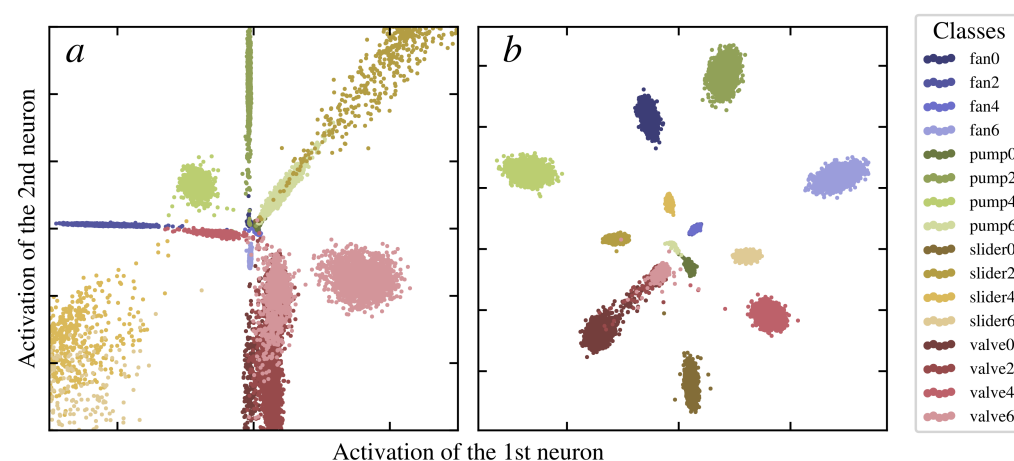 a
b
Activation of the 2nd neuron
Activation of the 1st neuron
Classes
fan0
fan2
fan4
fan6
pump0
pump2
pump4
pump6
slider0
slider2
slider4
slider6
valve0
valve2
valve4
valve6